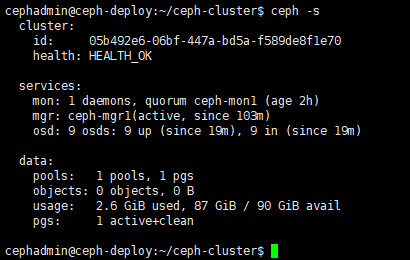 cephadmin@ceph-deploy:~/ceph-cluster$ ceph -s
cluster:
id: 05b492e6-06bf-447a-bd5a-f589de8f1e70
health: HEALTH_OK
services:
mon: 1 daemons, quorum ceph-mon1 (age 2h)
mgr: ceph-mgr1(active, since 103m)
osd: 9 osds: 9 up (since 19m), 9 in (since 19m)
data:
pools: 1 pools, 1 pgs
objects: 0 objects, 0 B
usage: 2.6 GiB used, 87 GiB / 90 GiB avail
pgs: 1 active+clean
cephadmin@ceph-deploy:~/ceph-cluster$